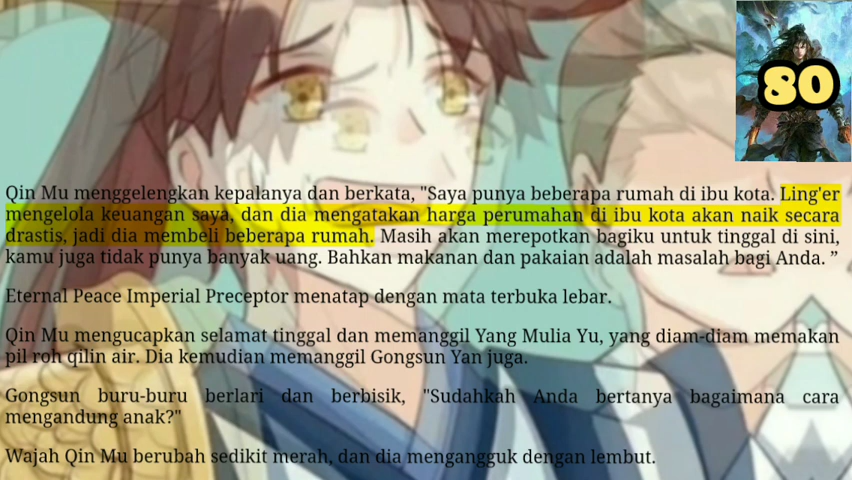 80
Qin Mu menggelengkan kepalanya dan berkata, "Saya punya beberapa rumah di ibu kota. Ling'er
mengelola keuangan saya, dan dia mengatakan harga perumahan di ibu kota akan naik secara
drastis, jadi dia membeli beberapa rumah. Masih akan merepotkan bagiku untuk tinggal di sini,
kamu juga tidak punya banyak uang. Bahkan makanan dan pakaian adalah masalah bagi Anda. ”
Eternal Peace Imperial Preceptor menatap dengan mata terbuka lebar.
Qin Mu mengucapkan selamat tinggal dan memanggil Yang Mulia Yu, yang diam-diam memakan
pil roh qilin air. Dia kemudian memanggil Gongsun Yan juga.
Gongsun buru-buru berlari dan berbisik, "Sudahkah Anda bertanya bagaimana cara
mengandung anak?"
Wajah Qin Mu berubah sedikit merah, dan dia mengangguk dengan lembut.